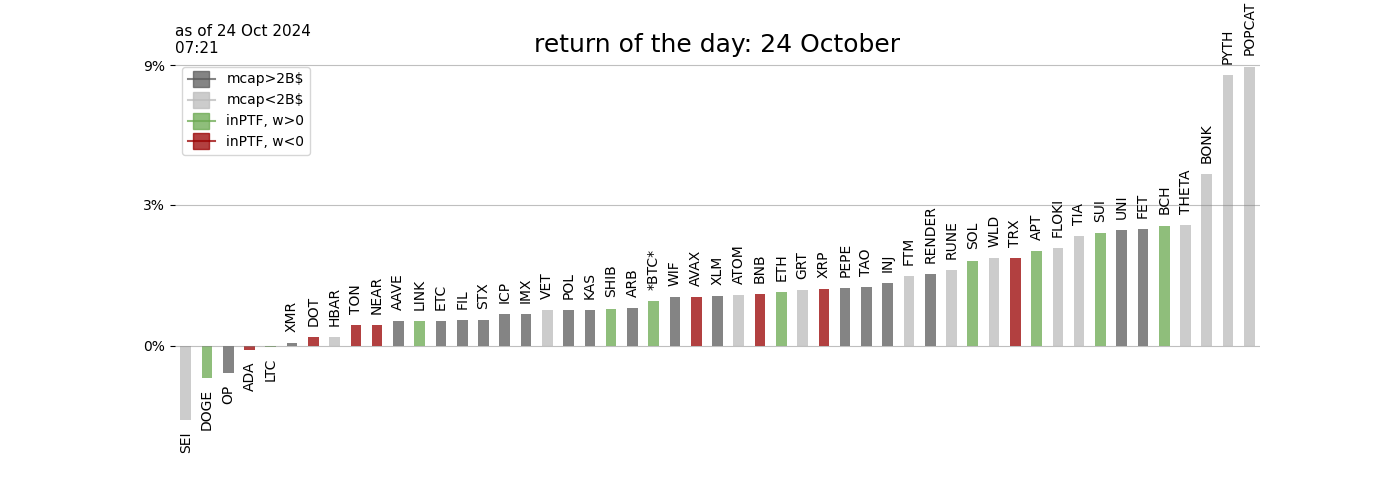 as of 24 Oct 2024
07:21
return of the day: 24 October
9%
3%
0%
mcap>2B$
mcap<2B$
inPTF, w>0
inPTF, w<0
SEI
DOGE
OP
ADA
LTC
XMR
DOT
HBAR
TON
NEAR
AAVE
LINK
ETC
FIL
STX
ICP
IMX
VET
POL
KAS
SHIB
ARB
*BTC*
WIF
AVAX
XLM
ATOM
BNB
ETH
GRT
XRP
PEPE
TAO
INJ
FTM
RENDER
RUNE
SOL
WLD
TRX
APT
FLOKI
TIA
SUI
UNI
FET
BCH
THETA
BONK
PYTH
POPCAT